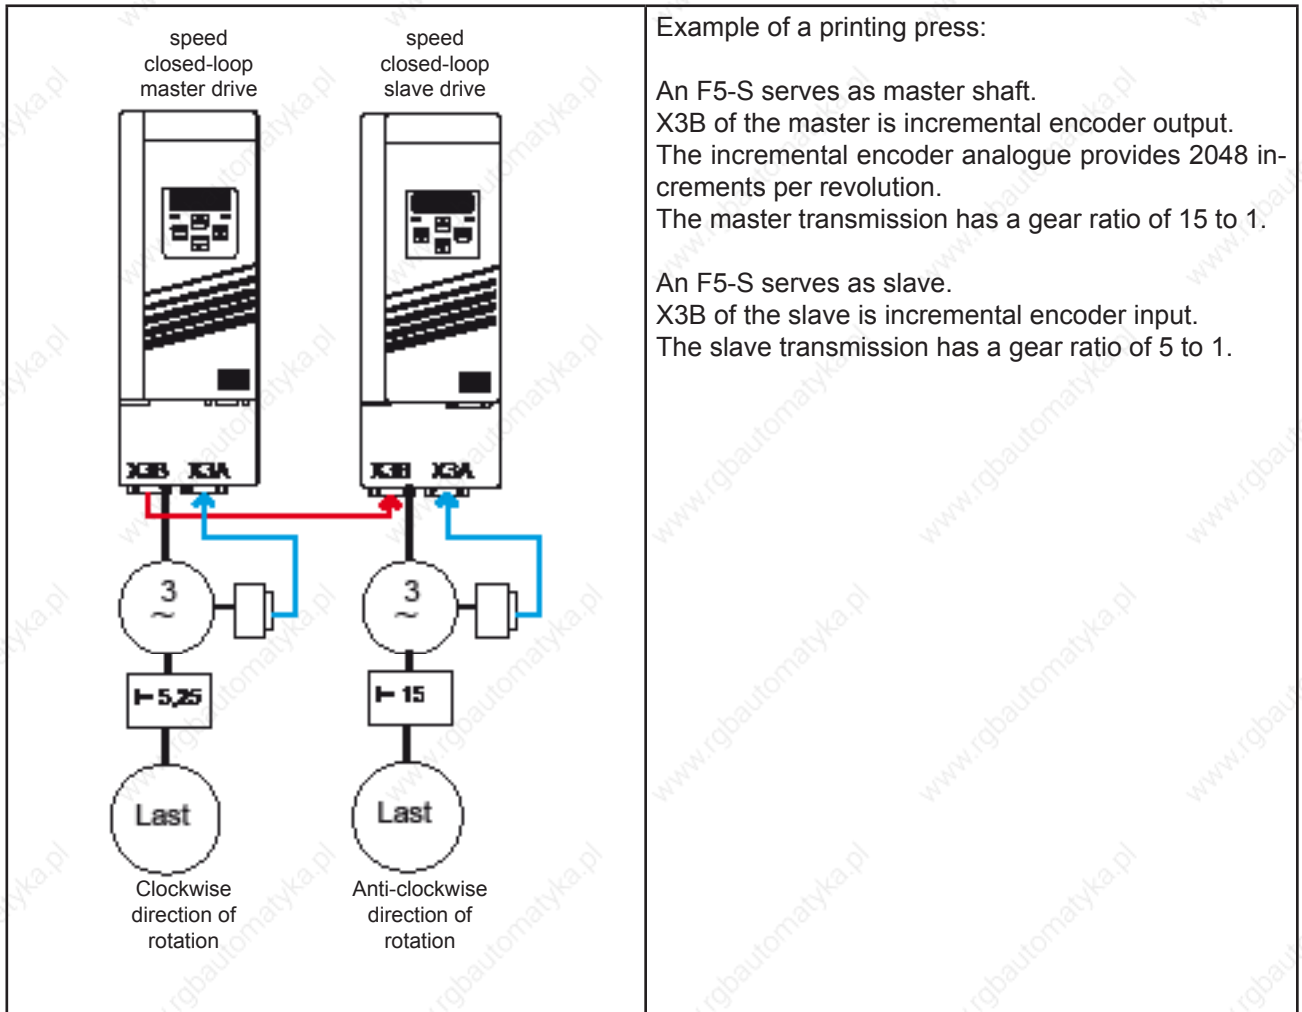 speed
closed-loop
master drive
speed
closed-loop
slave drive
X3B X3A
X3B X3A
3
~
3
~
⊢ 5,25
⊢ 15
Last
Last
Clockwise
direction of
rotation
Anti-clockwise
direction of
rotation
Example of a printing press:
An F5-S serves as master shaft.
X3B of the master is incremental encoder output.
The incremental encoder analogue provides 2048 in-
crements per revolution.
The master transmission has a gear ratio of 15 to 1.
An F5-S serves as slave.
X3B of the slave is incremental encoder input.
The slave transmission has a gear ratio of 5 to 1.
www.rgbautomatyka.pl